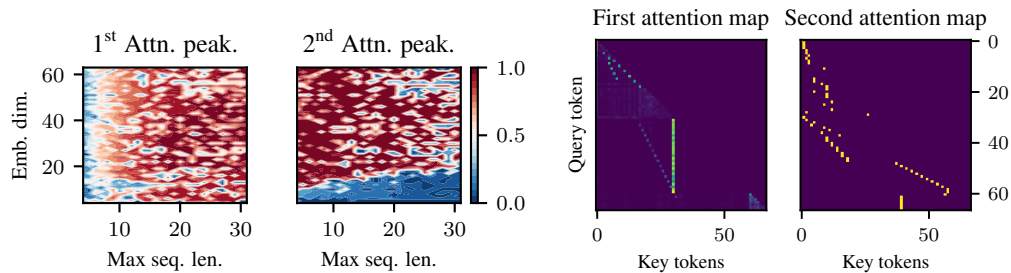 1st Attn. peak.
2nd Attn. peak.
Emb. dim.
60
40
20
10
20
30
Max seq. len.
10
20
30
Max seq. len.
1.0
0.5
0.0
First attention map
Second attention map
Query token
0
50
Key tokens
0
50
Key tokens
0
20
40
60